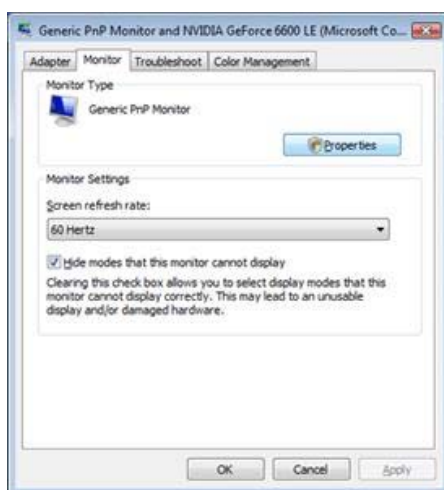 Generic PnP Monitor and NVIDIA GeForce 6600 LE (Microsoft Co...
Adapter Monitor Troubleshoot Color Management
Monitor Type
Generic PnP Monitor
Properties
Monitor Settings
Screen refresh rate:
60 Hertz
Hide modes that this monitor cannot display
Clearing this check box allows you to select display modes that this
monitor cannot display correctly. This may lead to an unusable
display and/or damaged hardware.
OK Cancel Apply